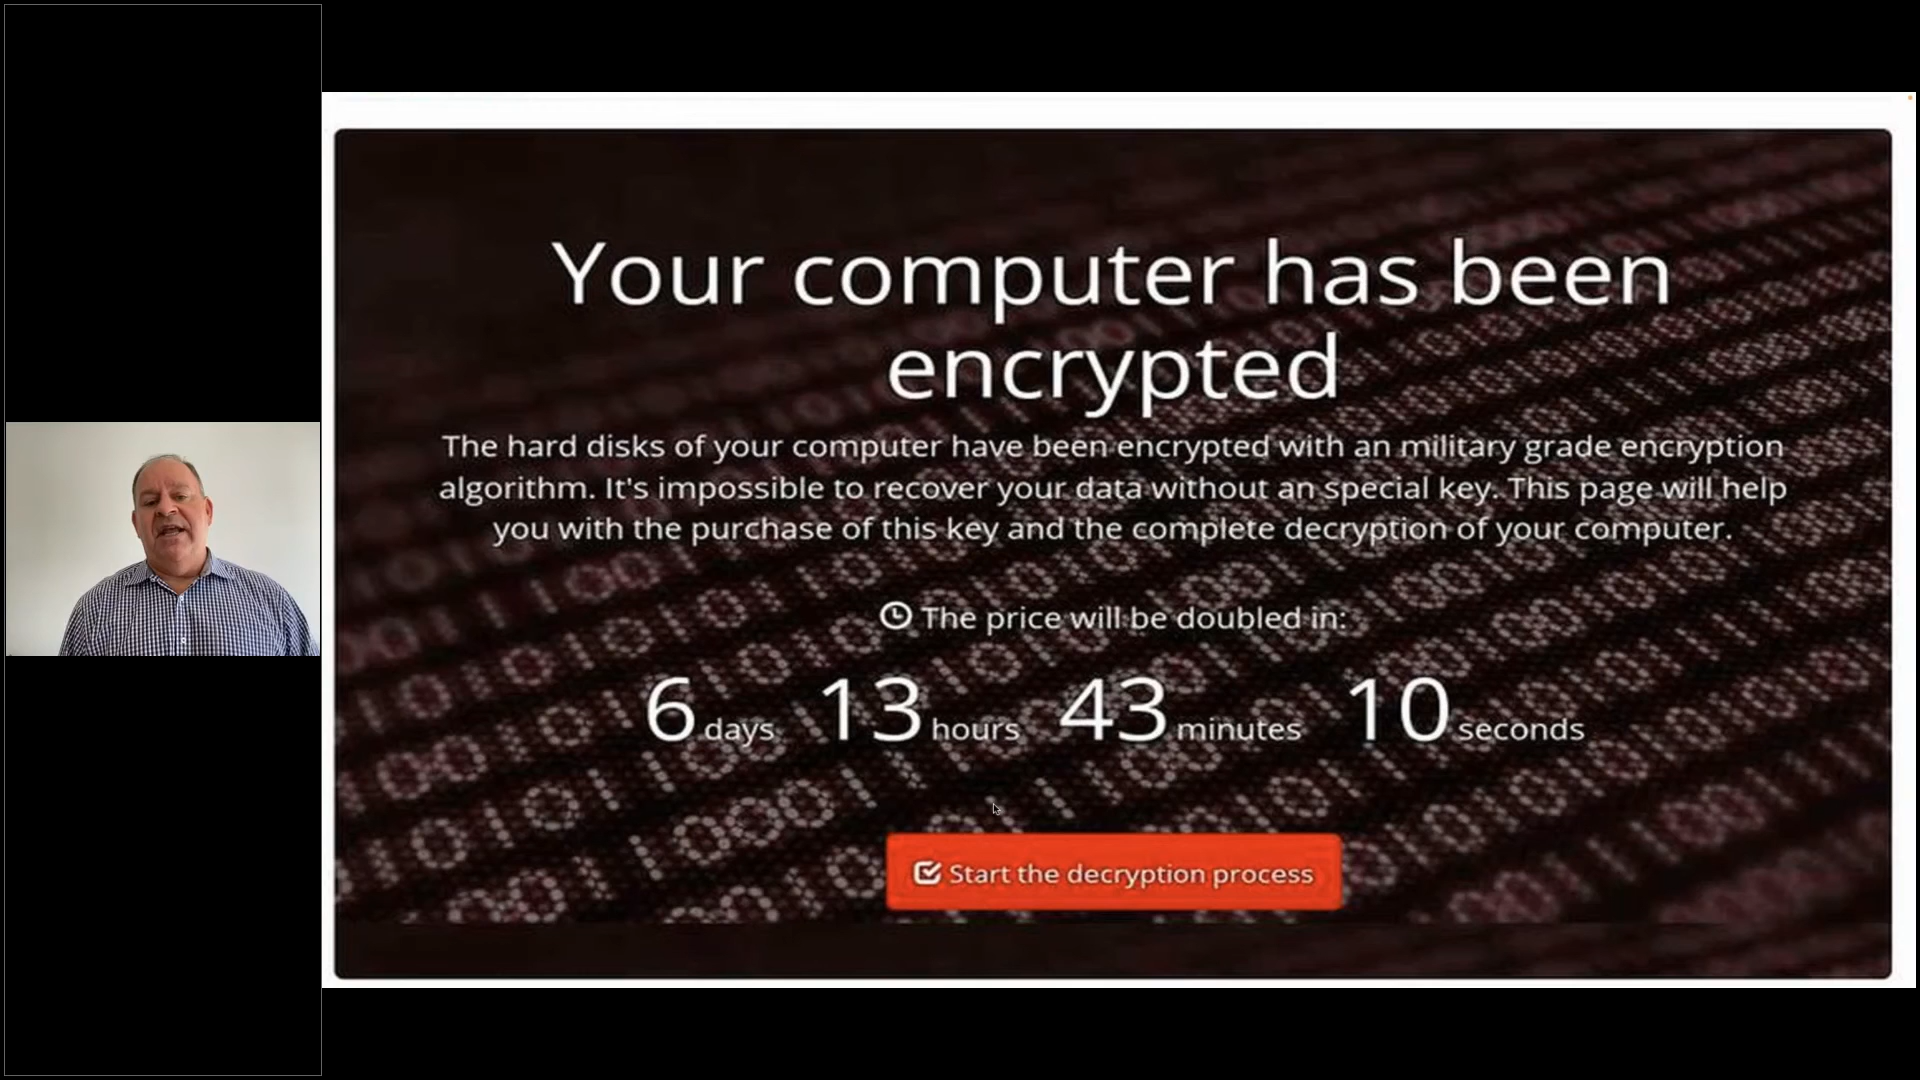 Your computer has been
encrypted
The hard disks of your computer have been encrypted with an military grade encryption
algorithm. It's impossible to recover your data without an special key. This page will help
you with the purchase of this key and the complete decryption of your computer.
The price will be doubled in:
6 days 13 hours 43 minutes 10 seconds
Start the decryption process